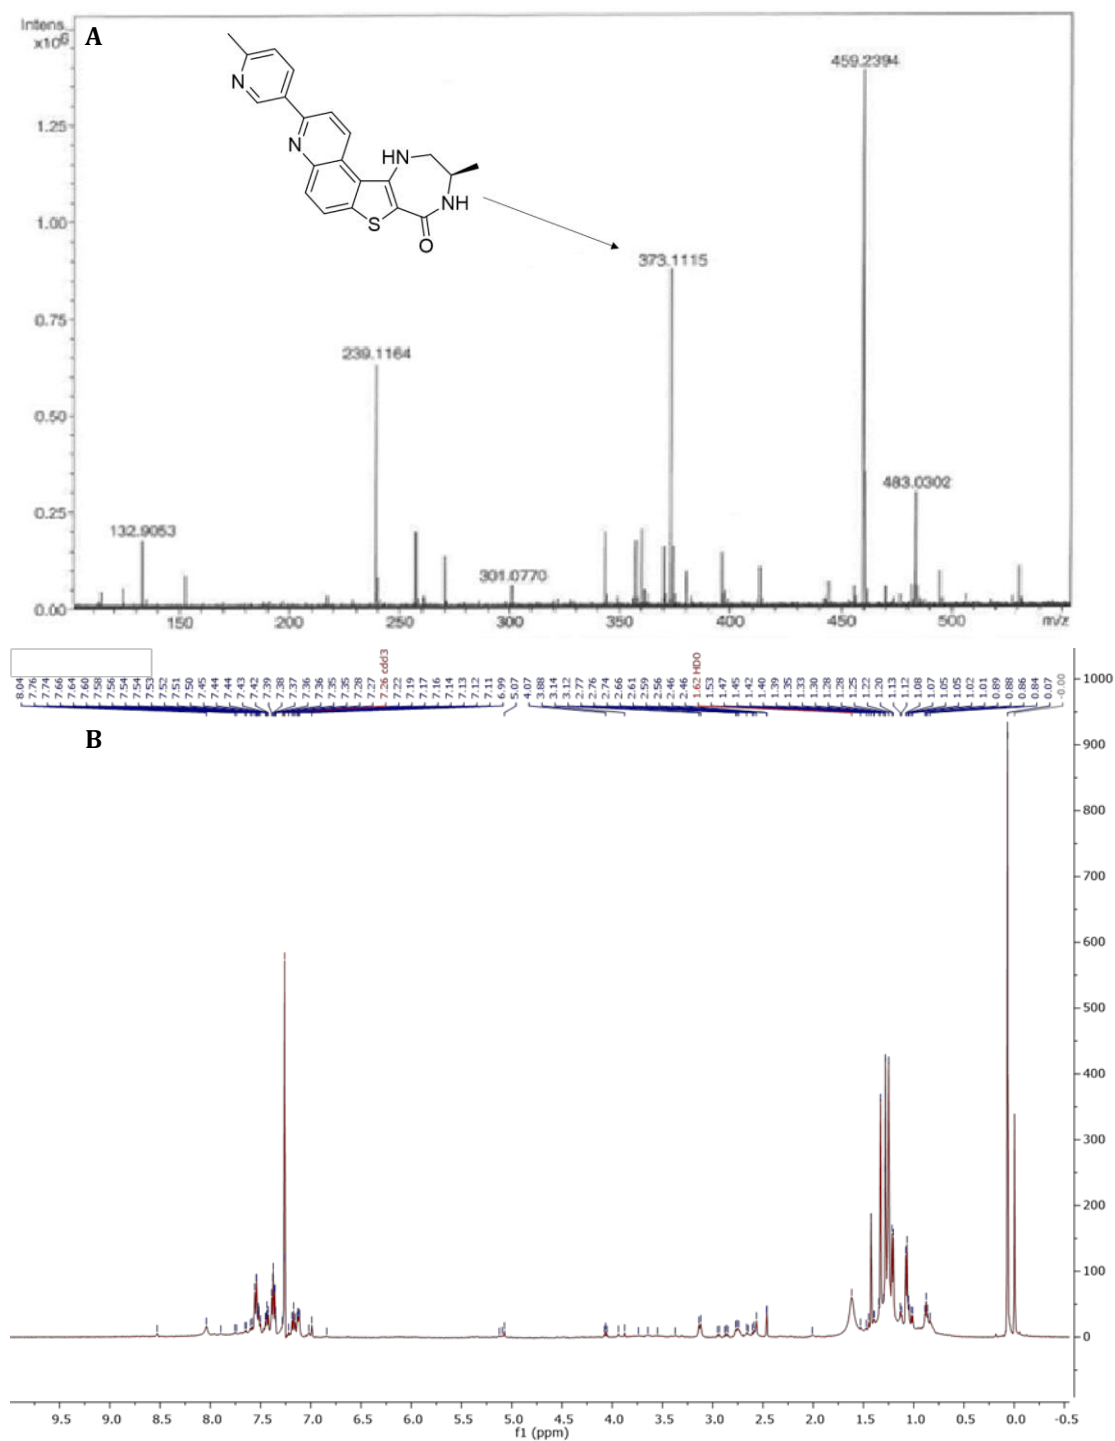 Intens.
x10⁶
A
459.2394
N
1.25
N
HN
NH
1.00
S
O
373.1115
0.75
239.1164
0.50
483.0302
0.25
132.9053
301.0770
0.00
150 200 250 300 350 400 450 500 m/z
8.04 7.76 7.74 7.66 7.64 7.60 7.58 7.56 7.54 7.54 7.53 7.52 7.51 7.50 7.45 7.44 7.44 7.43 7.42 7.39 7.38 7.37 7.36 7.36 7.35 7.35 7.28 7.27 7.26 cdcl3 7.22 7.19 7.17 7.16 7.14 7.13 7.12 7.11 6.99 5.07 4.07 3.88 3.14 3.12 2.77 2.76 2.74 2.66 2.61 2.59 2.56 2.46 2.46 1.62 HDO 1.53 1.47 1.45 1.42 1.40 1.39 1.35 1.33 1.30 1.28 1.28 1.25 1.22 1.20 1.13 1.12 1.08 1.07 1.05 1.05 1.02 1.01 0.89 0.88 0.86 0.84 0.07 -0.00
1000
B
900
800
700
600
500
400
300
200
100
0
9.5 9.0 8.5 8.0 7.5 7.0 6.5 6.0 5.5 5.0 4.5 4.0 3.5 3.0 2.5 2.0 1.5 1.0 0.5 0.0 -0.5
f1 (ppm)